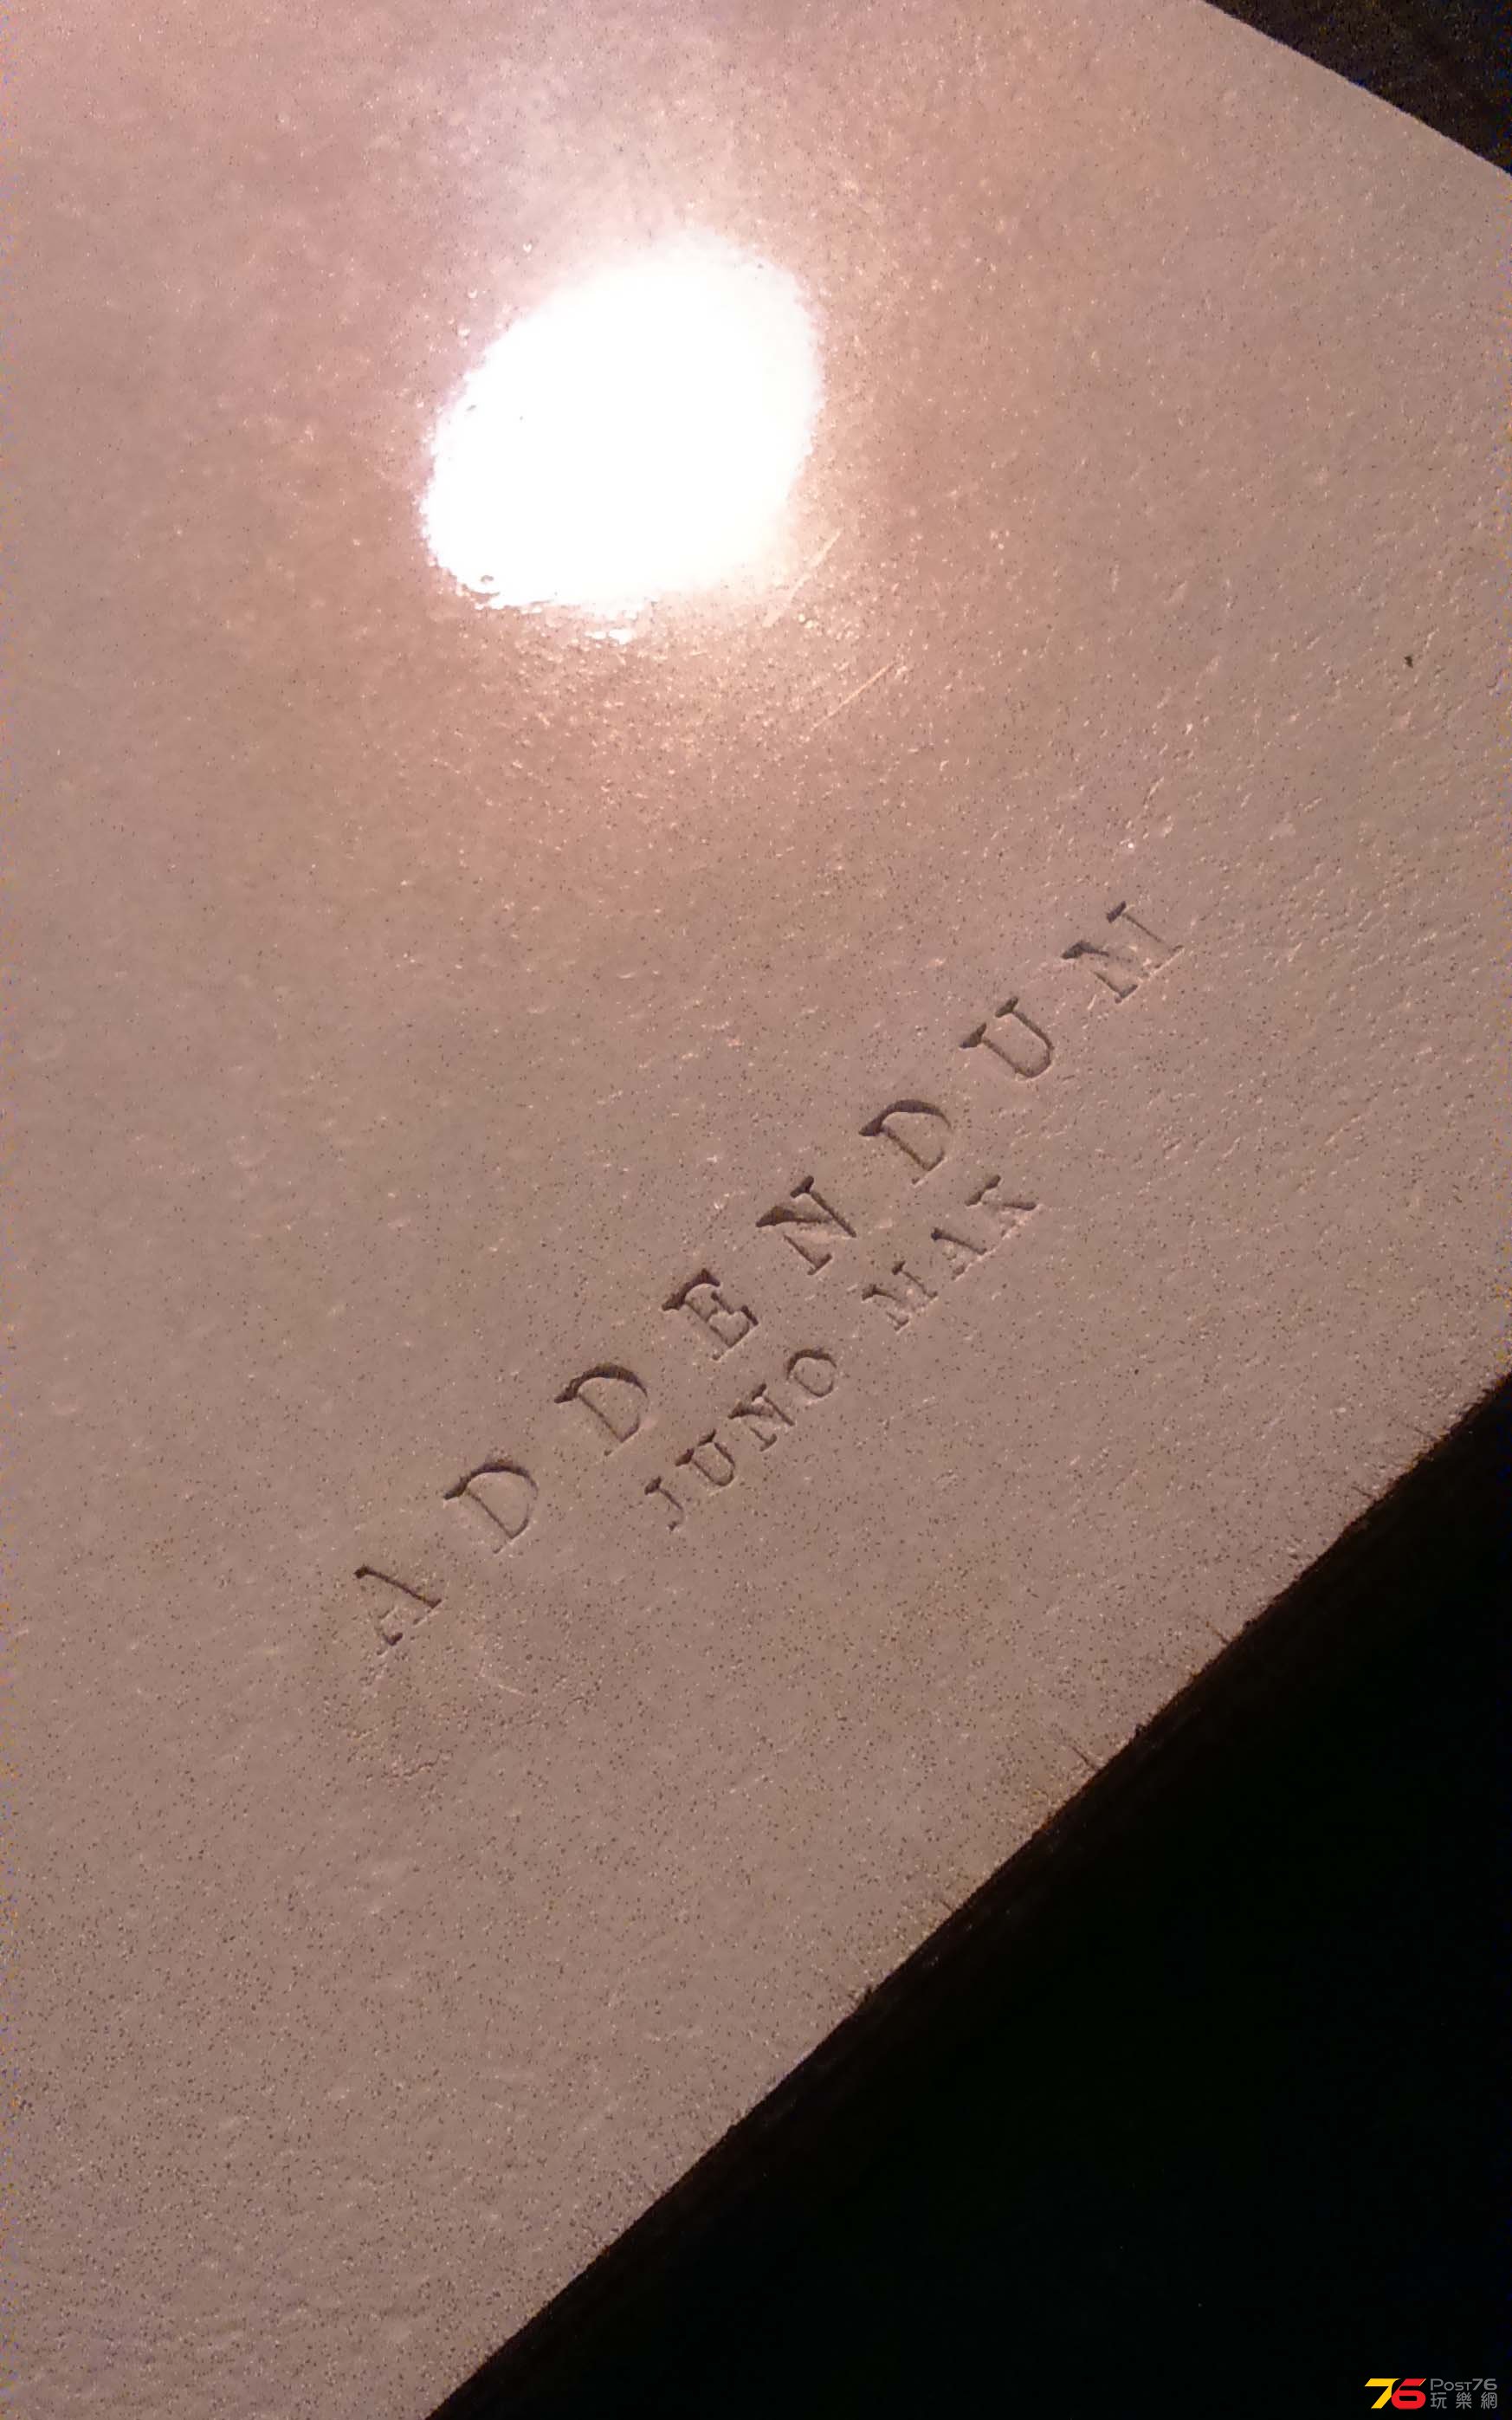 ADDENDUM
JUNO MAK
76 POST76
玩樂網